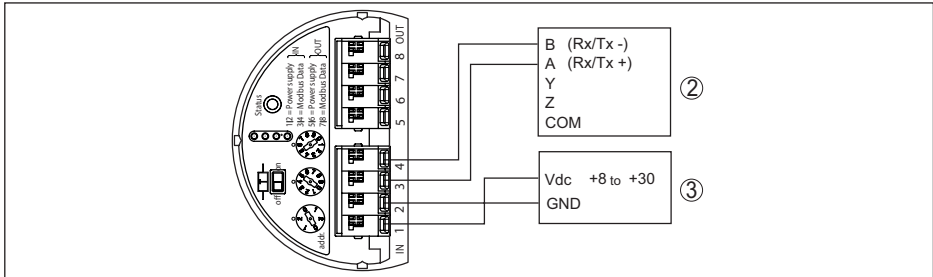 Status
1|2 = Power supply
3|4 = Modbus Data
IN
5|6 = Power supply
7|8 = Modbus Data
OUT
on
off
addr.
OUT
8
7
6
5
4
3
2
1
IN
B (Rx/Tx -)
A (Rx/Tx +)
Y
Z
COM
②
Vdc +8 to +30
GND
③